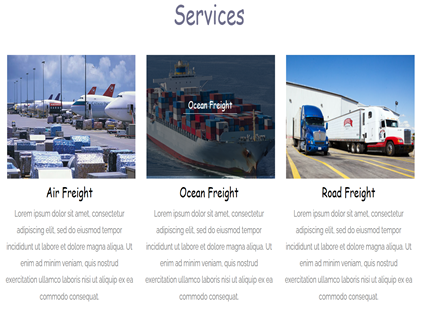 Services
Ocean Freight
Air Freight
Lorem ipsum dolor sit amet, consectetur
adipiscing elit, sed do eiusmod tempor
incididunt ut labore et dolore magna aliqua. Ut
enim ad minim veniam, quis nostrud
exercitation ullamco laboris nisi ut aliquip ex ea
commodo consequat.
Ocean Freight
Lorem ipsum dolor sit amet, consectetur
adipiscing elit, sed do eiusmod tempor
incididunt ut labore et dolore magna aliqua. Ut
enim ad minim veniam, quis nostrud
exercitation ullamco laboris nisi ut aliquip ex ea
commodo consequat.
Road Freight
Lorem ipsum dolor sit amet, consectetur
adipiscing elit, sed do eiusmod tempor
incididunt ut labore et dolore magna aliqua. Ut
enim ad minim veniam, quis nostrud
exercitation ullamco laboris nisi ut aliquip ex ea
commodo consequat.